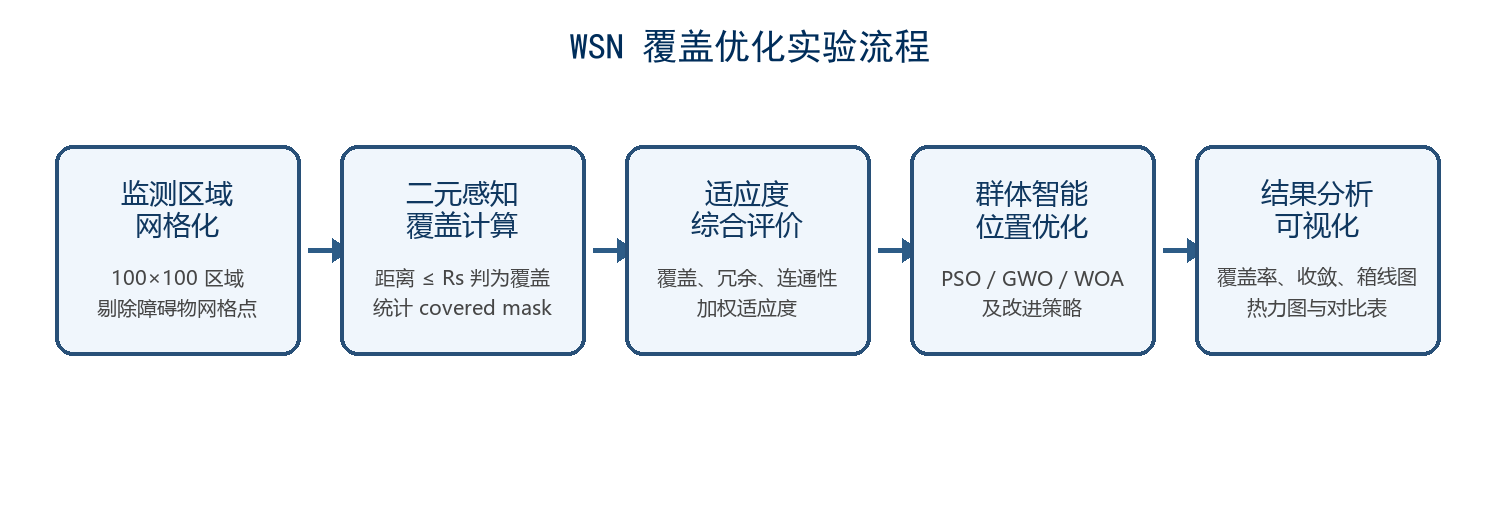 WSN 覆盖优化实验流程
监测区域
网格化
100×100 区域
剔除障碍物网格点
二元感知
覆盖计算
距离 ≤ Rs 判为覆盖
统计 covered mask
适应度
综合评价
覆盖、冗余、连通性
加权适应度
群体智能
位置优化
PSO / GWO / WOA
及改进策略
结果分析
可视化
覆盖率、收敛、箱线图
热力图与对比表